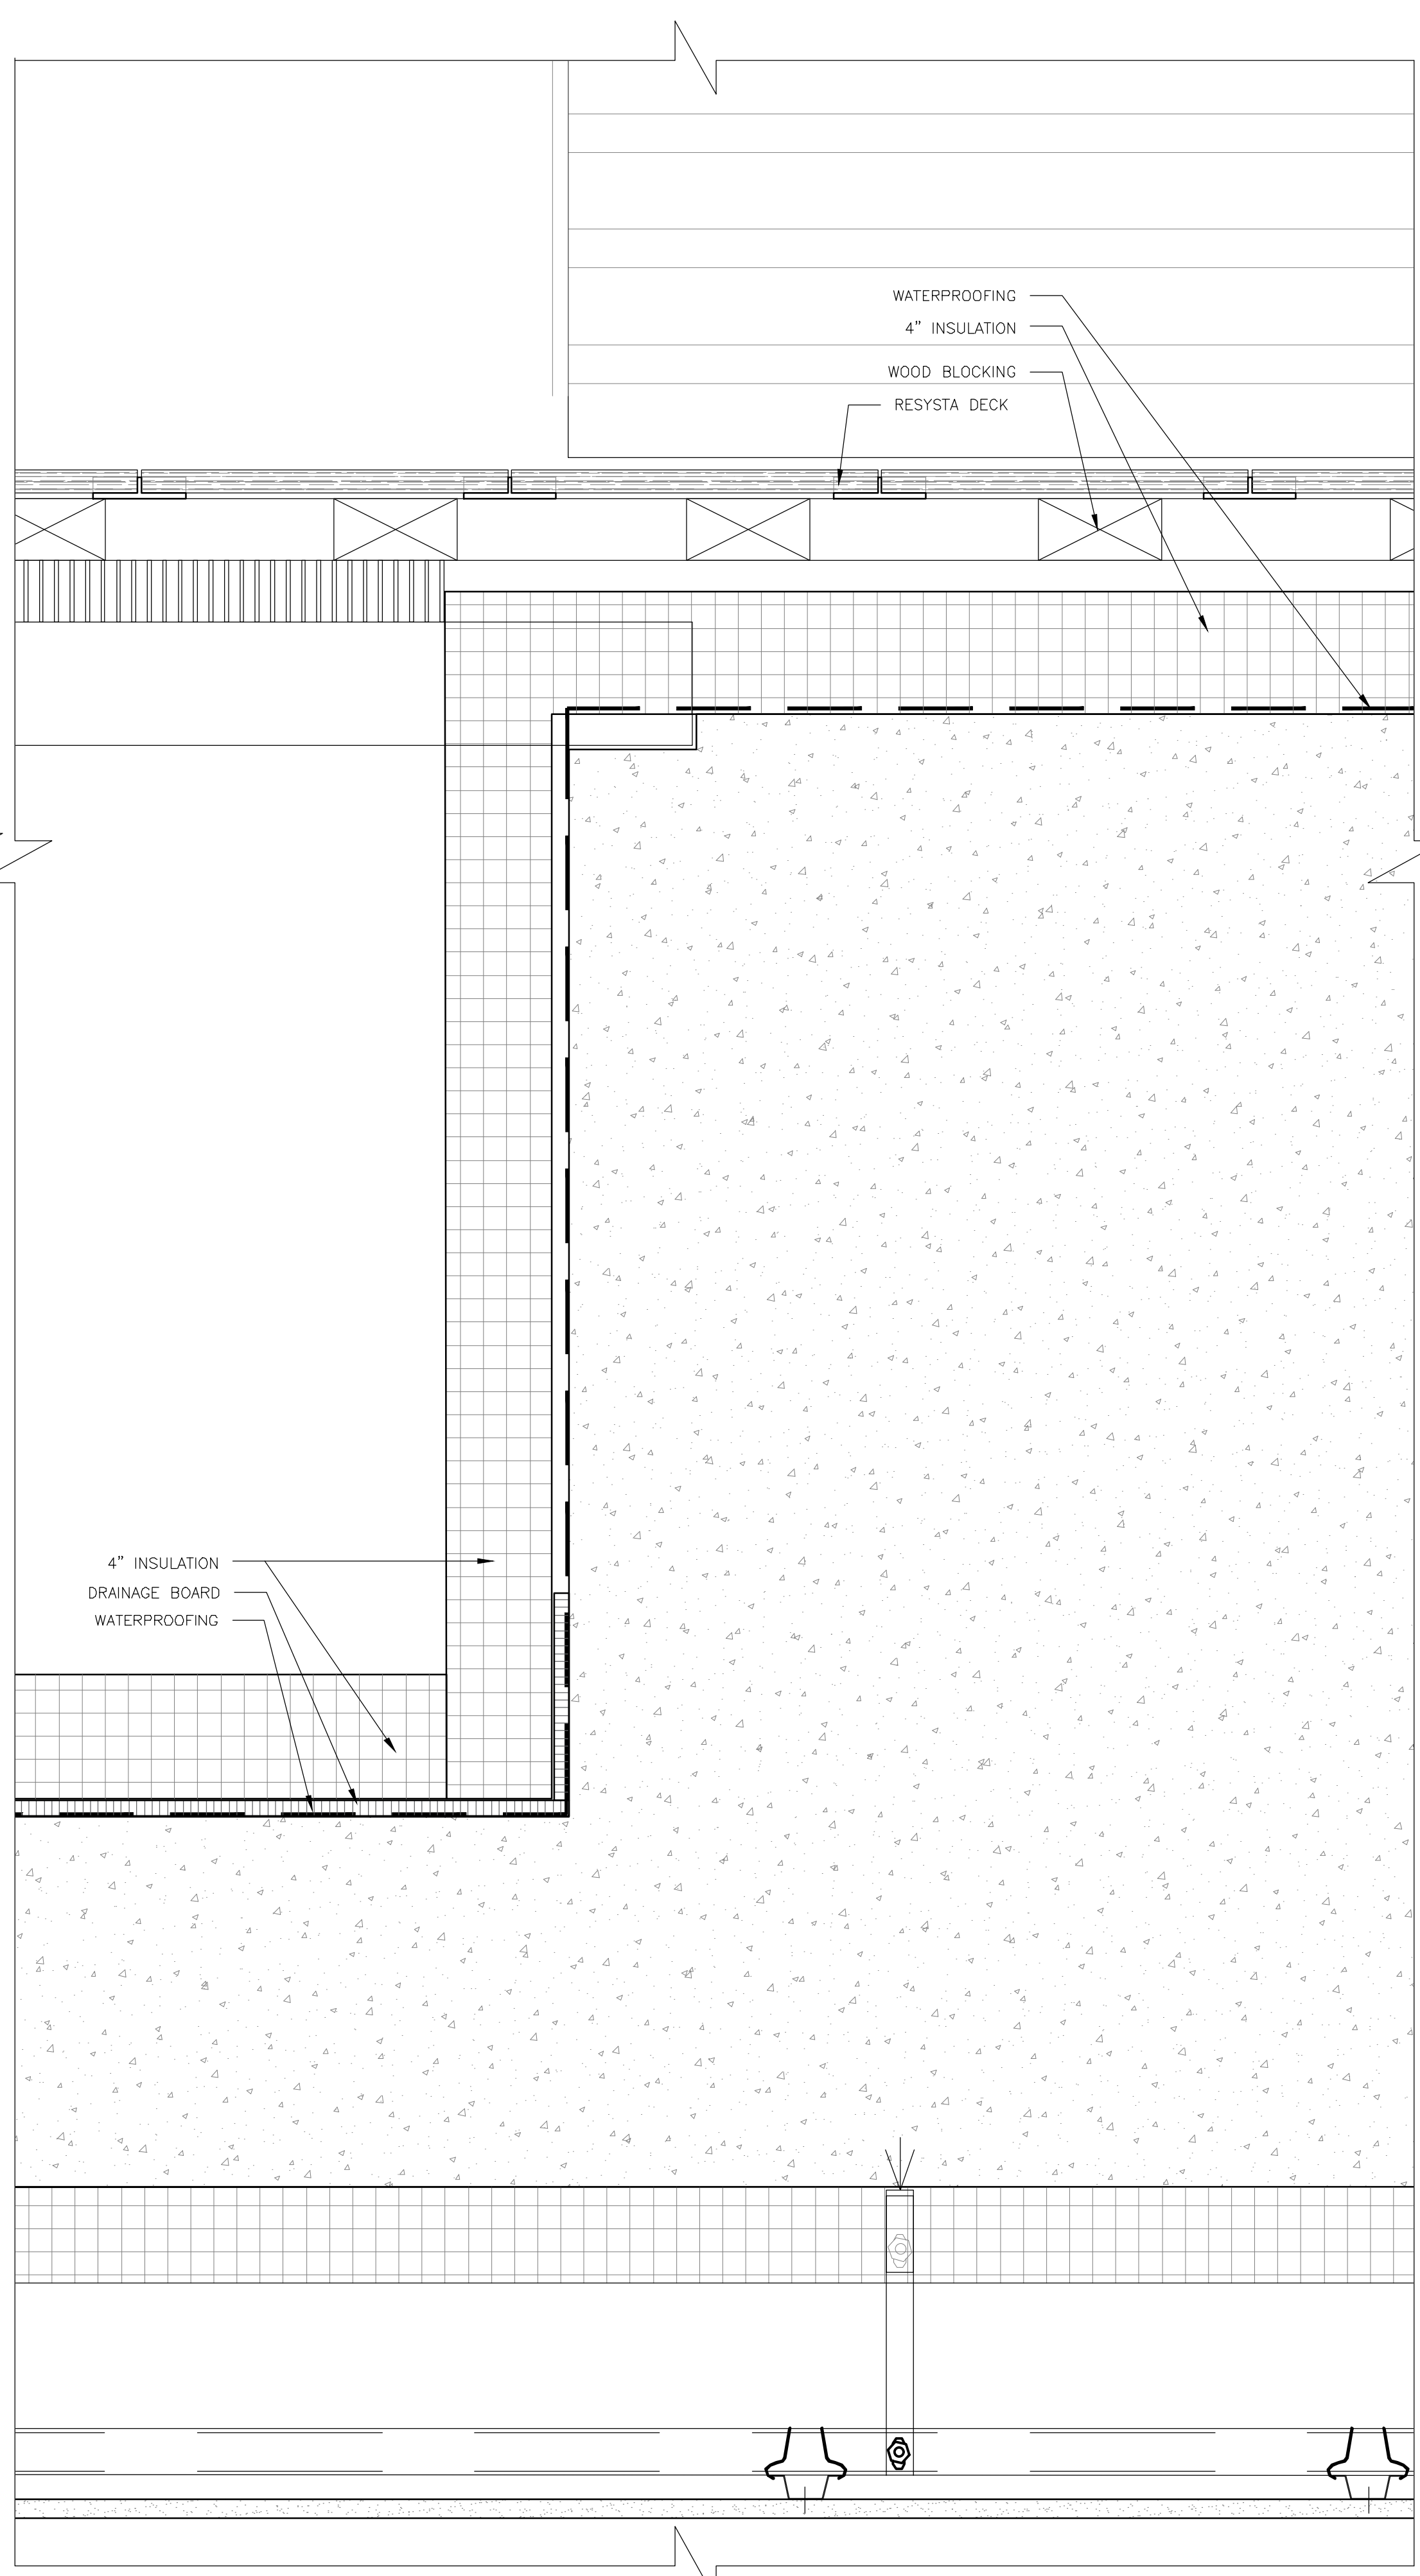 WATERPROOFING
4” INSULATION
WOOD BLOCKING
RESYSTA DECK
4” INSULATION
DRAINAGE BOARD
WATERPROOFING